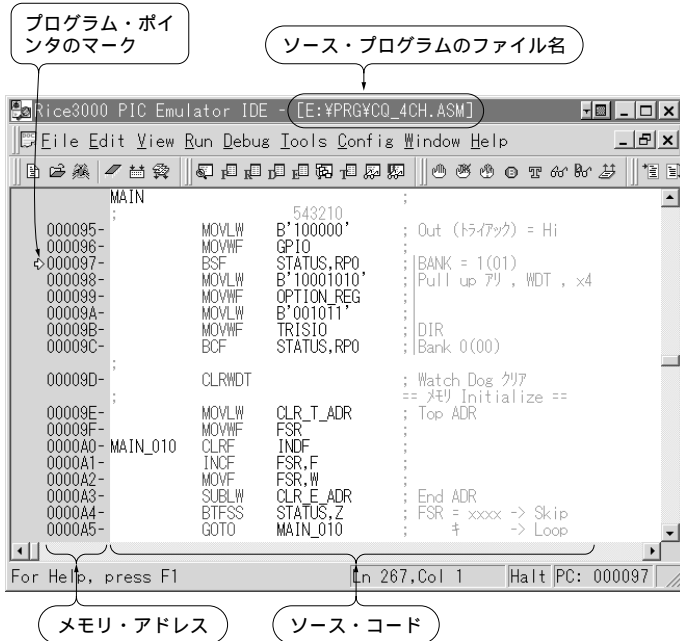 プログラム・ポイ
ンタのマーク
ソース・プログラムのファイル名
Rice3000 PIC Emulator IDE - [E:¥PRG¥CQ_4CH.ASM]
File Edit View Run Debug Tools Config Window Help
MAIN ;
; 543210
000095- MOVLW B'100000' ; Out (トライアック) = Hi
000096- MOVWF GPIO ;
000097- BSF STATUS,RP0 ;|BANK = 1(01)
000098- MOVLW B'10001010' ;|Pull up アリ , WDT , x4
000099- MOVWF OPTION_REG ;|
00009A- MOVLW B'001011' ;|
00009B- MOVWF TRISIO ;|DIR
00009C- BCF STATUS,RP0 ;|Bank 0(00)
;
00009D- CLRWDT ; Watch Dog クリア
; == メモリ Initialize ==
00009E- MOVLW CLR_T_ADR ; Top ADR
00009F- MOVWF FSR ;
0000A0- MAIN_010 CLRF INDF ;
0000A1- INCF FSR,F ;
0000A2- MOVF FSR,W ;
0000A3- SUBLW CLR_E_ADR ; End ADR
0000A4- BTFSS STATUS,Z ; FSR = xxxx -> Skip
0000A5- GOTO MAIN_010 ; キ -> Loop
For Help, press F1 Ln 267,Col 1 Halt PC: 000097
メモリ・アドレス
ソース・コード